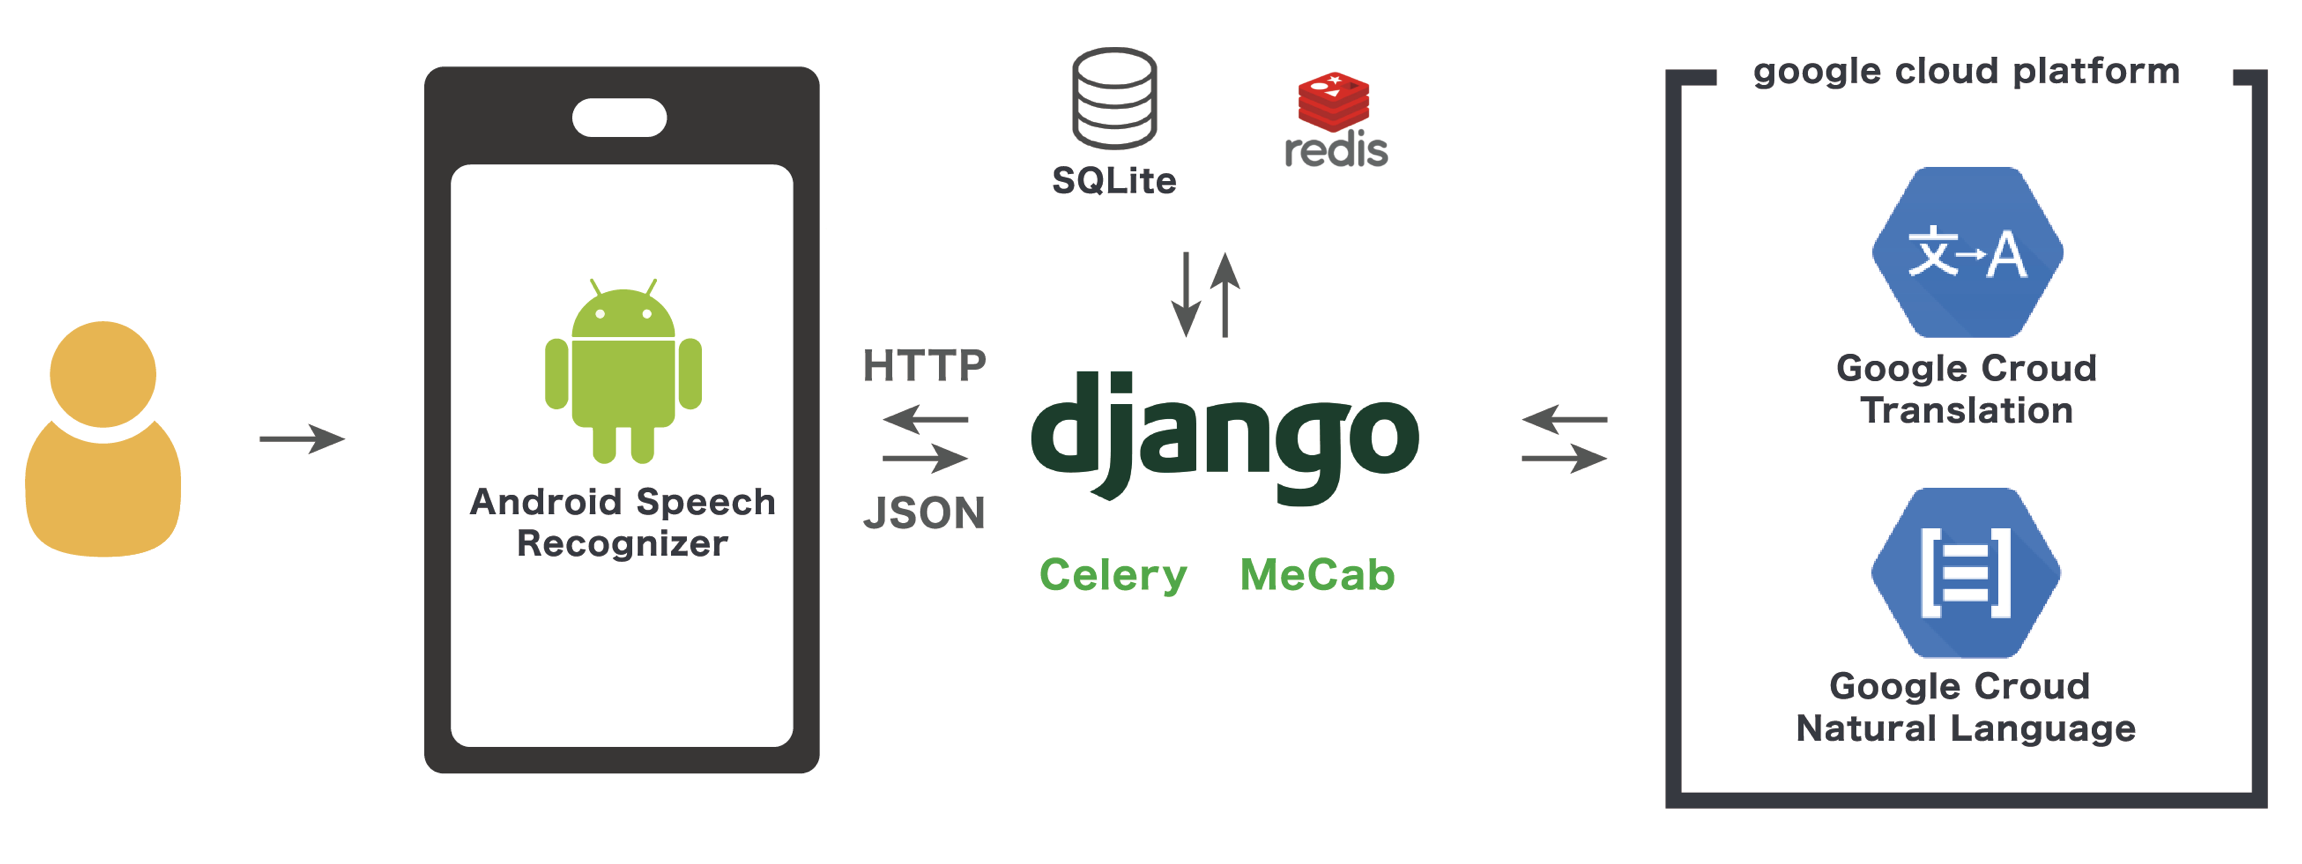 google cloud platform
SQLite
redis
文→A
HTTP
django
JSON
Celery
MeCab
Android Speech
Recognizer
Google Croud
Translation
Google Croud
Natural Language